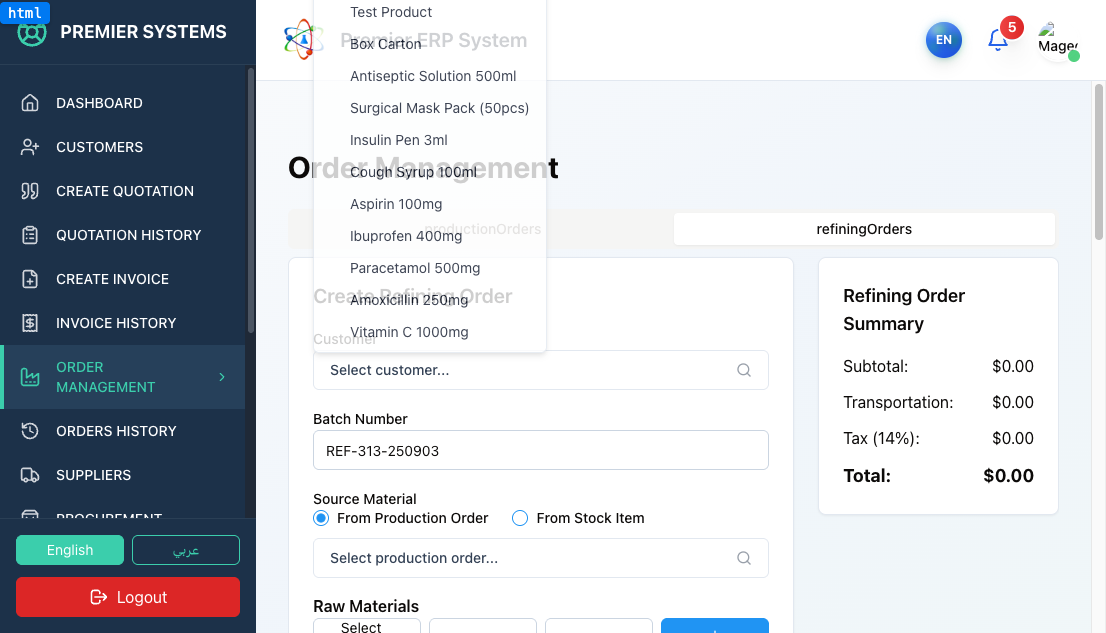 html
PREMIER SYSTEMS
DASHBOARD
CUSTOMERS
CREATE QUOTATION
QUOTATION HISTORY
CREATE INVOICE
INVOICE HISTORY
ORDER
MANAGEMENT
ORDERS HISTORY
SUPPLIERS
PROCUREMENT
English
عربي
Logout
Premier ERP System
EN
5
Mage
Order Management
productionOrders
refiningOrders
Test Product
Box Carton
Antiseptic Solution 500ml
Surgical Mask Pack (50pcs)
Insulin Pen 3ml
Cough Syrup 100ml
Aspirin 100mg
Ibuprofen 400mg
Paracetamol 500mg
Amoxicillin 250mg
Vitamin C 1000mg
Create Refining Order
Customer
Select customer...
Batch Number
REF-313-250903
Source Material
From Production Order
From Stock Item
Select production order...
Raw Materials
Select
Refining Order
Summary
Subtotal: $0.00
Transportation: $0.00
Tax (14%): $0.00
Total: $0.00